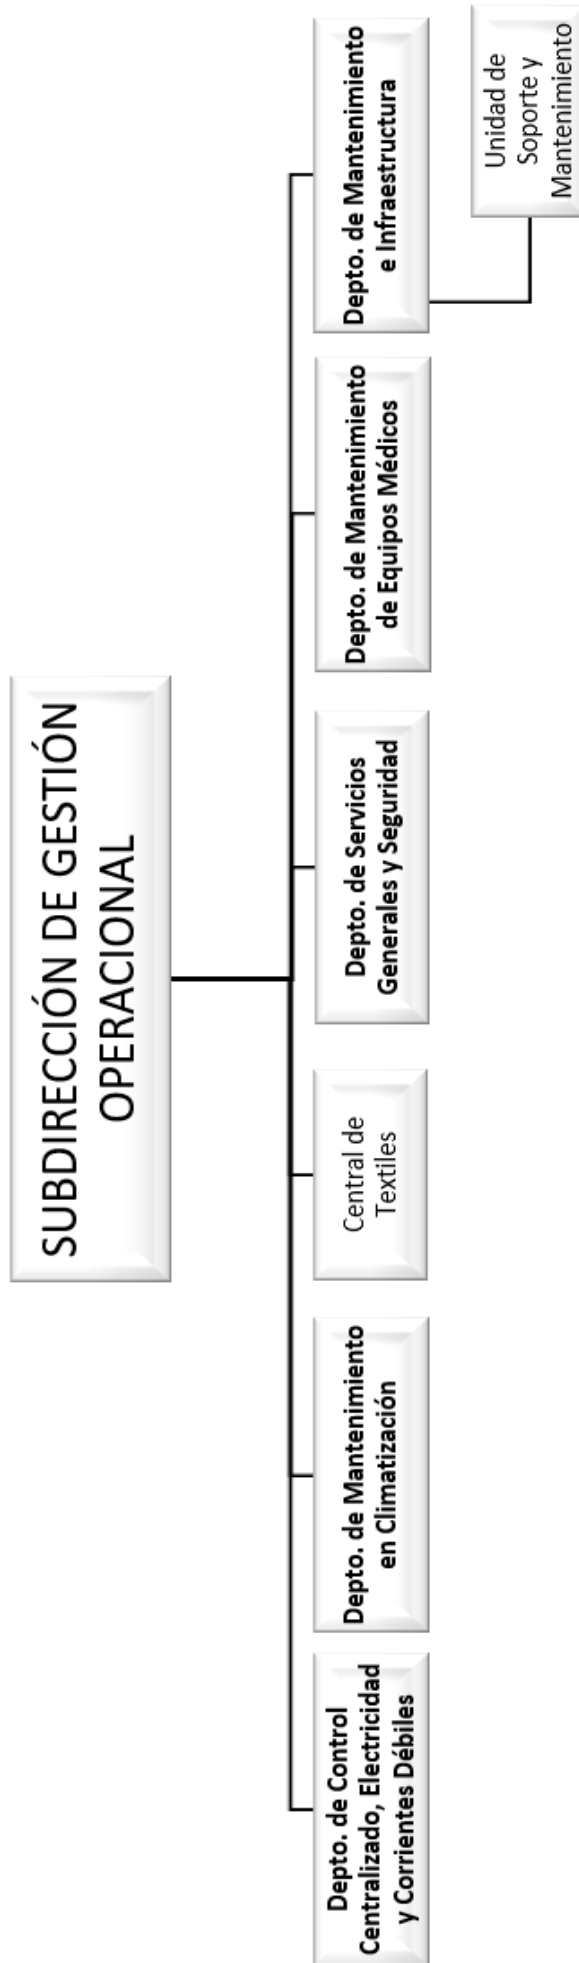 SUBDIRECCIÓN DE GESTIÓN
OPERACIONAL
Depto. de Control
Centralizado, Electricidad
y Corrientes Débiles
Depto. de Mantenimiento
en Climatización
Central de
Textiles
Depto. de Servicios
Generales y Seguridad
Depto. de Mantenimiento
de Equipos Médicos
Depto. de Mantenimiento
e Infraestructura
Unidad de
Soporte y
Mantenimiento